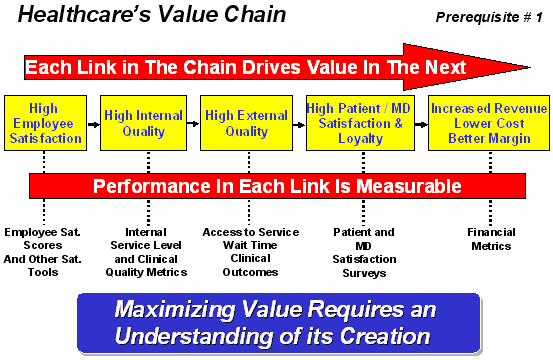 Healthcare's Value Chain
Prerequisite # 1
Each Link in The Chain Drives Value In The Next
High
Employee
Satisfaction
High Internal
Quality
High External
Quality
High Patient / MD
Satisfaction &
Loyalty
Increased Revenue
Lower Cost
Better Margin
Performance In Each Link Is Measurable
Employee Sat.
Scores
And Other Sat.
Tools
Internal
Service Level
and Clinical
Quality Metrics
Access to Service
Wait Time
Clinical
Outcomes
Patient and
MD
Satisfaction
Surveys
Financial
Metrics
Maximizing Value Requires an
Understanding of its Creation